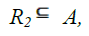 R₂ ⊆ A,